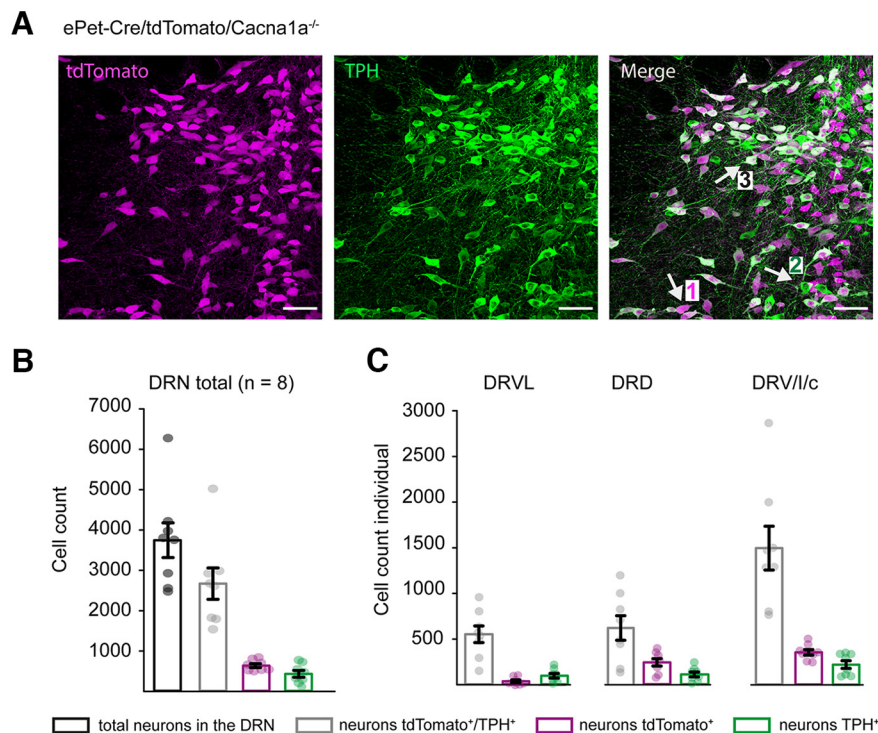 A
ePet-Cre/tdTomato/Cacna1a-/-
tdTomato
TPH
Merge
3
2
1
B
DRN total (n = 8)
Cell count
7000
6000
5000
4000
3000
2000
1000
C
DRVL
DRD
DRV/I/c
Cell count individual
3000
2500
2000
1500
1000
500
total neurons in the DRN
neurons tdTomato+/TPH+
neurons tdTomato+
neurons TPH+